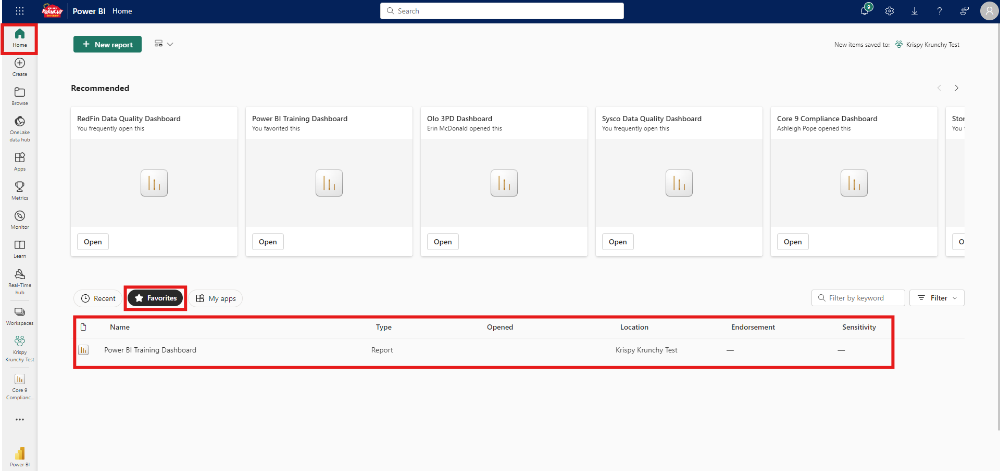 KRISPY
KRUNCHY
CHICKEN
Power BI Home
Search
9
Home
Create
Browse
OneLake
data hub
Apps
Metrics
Monitor
Learn
Real-Time
hub
Workspaces
Krispy
Krunchy Test
Core 9
Complianc...
Power BI
New report
New items saved to: Krispy Krunchy Test
Recommended
RedFin Data Quality Dashboard
You frequently open this
Open
Power BI Training Dashboard
You favorited this
Open
Olo 3PD Dashboard
Erin McDonald opened this
Open
Sysco Data Quality Dashboard
You frequently open this
Open
Core 9 Compliance Dashboard
Ashleigh Pope opened this
Open
Stor
You
O
Recent Favorites My apps
Filter by keyword Filter
Name Type Opened Location Endorsement Sensitivity
Power BI Training Dashboard Report Krispy Krunchy Test — —